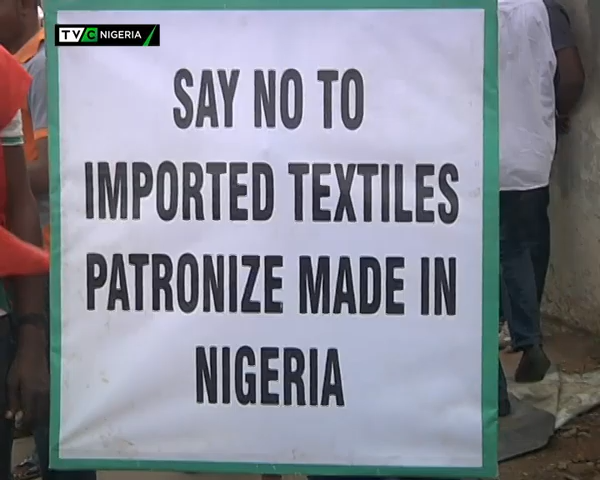 TVC NIGERIA
SAY NO TO
IMPORTED TEXTILES
PATRONIZE MADE IN
NIGERIA